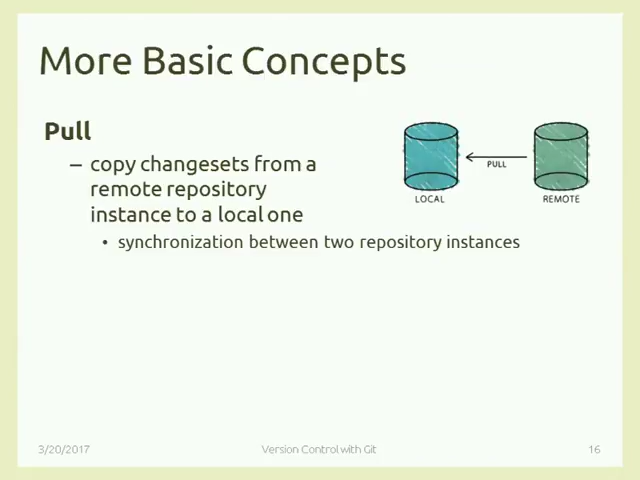 More Basic Concepts
Pull
– copy changesets from a
remote repository
instance to a local one
• synchronization between two repository instances
PULL
LOCAL
REMOTE
3/20/2017
Version Control with Git
16